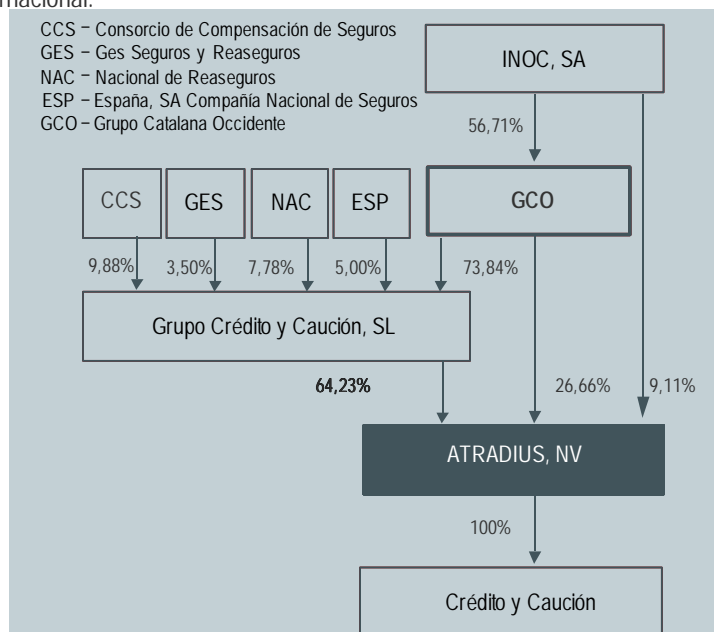 rnacional.
CCS – Consorcio de Compensación de Seguros
GES – Ges Seguros y Reaseguros
NAC – Nacional de Reaseguros
ESP – España, SA Compañía Nacional de Seguros
GCO – Grupo Catalana Occidente
INOC, SA
56,71%
CCS
GES
NAC
ESP
GCO
9,88%
3,50%
7,78%
5,00%
73,84%
Grupo Crédito y Caución, SL
64,23%
26,66%
9,11%
ATRADIUS, NV
100%
Crédito y Caución